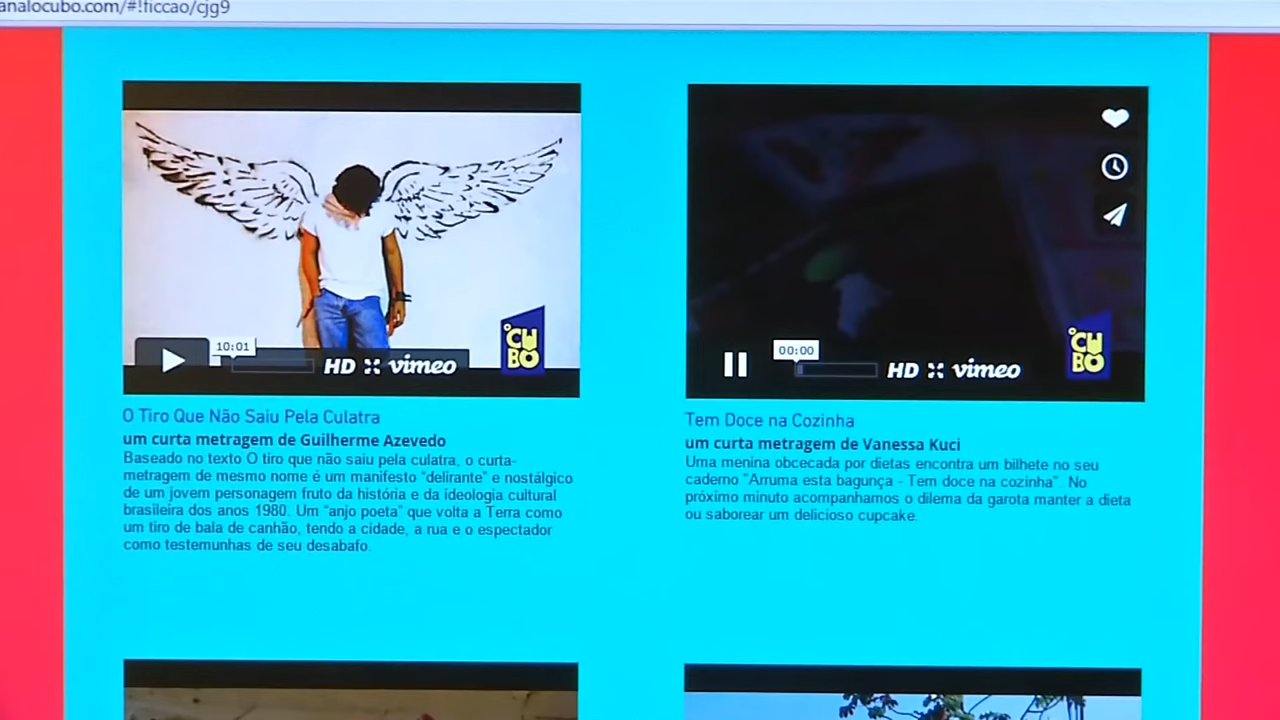 analocubo.com/#!ficcao/cjg9
10:01
HD vimeo
CUBO
O Tiro Que Não Saiu Pela Culatra
um curta metragem de Guilherme Azevedo
Baseado no texto O tiro que não saiu pela culatra, o curta-
metragem de mesmo nome é um manifesto “delirante” e nostálgico
de um jovem personagem fruto da história e da ideologia cultural
brasileira dos anos 1980. Um “anjo poeta” que volta a Terra como
um tiro de bala de canhão, tendo a cidade, a rua e o espectador
como testemunhas de seu desabafo.
00:00
HD vimeo
CUBO
Tem Doce na Cozinha
um curta metragem de Vanessa Kuci
Uma menina obcecada por dietas encontra um bilhete no seu
caderno “Arruma esta bagunça - Tem doce na cozinha”. No
próximo minuto acompanhamos o dilema da garota manter a dieta
ou saborear um delicioso cupcake.